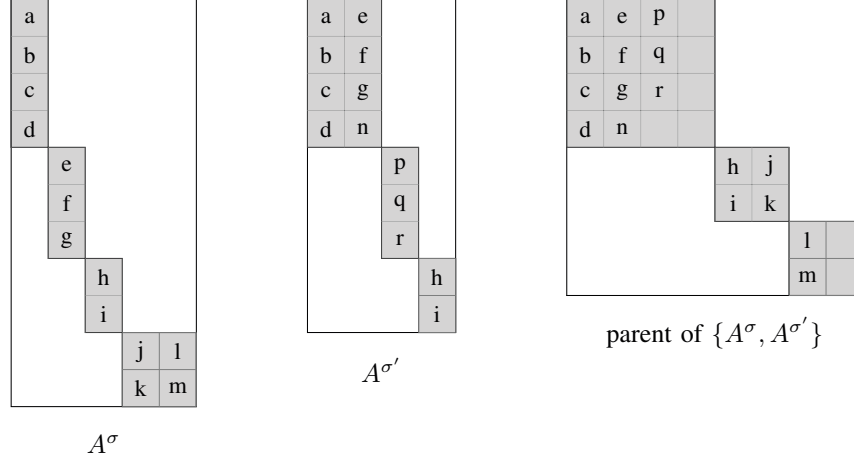 a
b
c
d
e
f
g
h
i
j l
k m
A^σ
a e
b f
c g
d n
p
q
r
h
i
A^σ′
a e p
b f q
c g r
d n
h j
i k
l
m
parent of {A^σ, A^σ′}